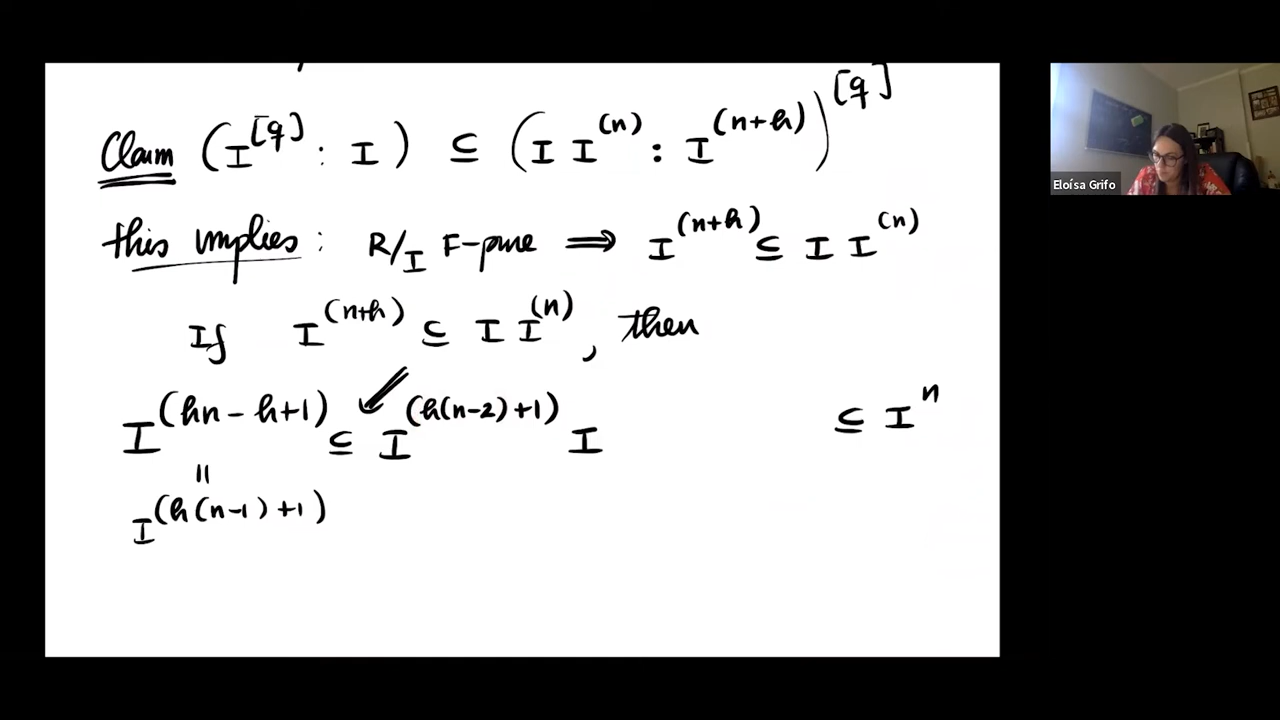 Claim (I^[q] : I) ⊆ (I I^(n) : I^(n+h))^[q]
this implies: R/I F-pure ⟹ I^(n+h) ⊆ I I^(n)
If I^(n+h) ⊆ I I^(n), then
I^(hn-h+1) ⊆ I^(h(n-2)+1) I ⊆ I^n
=
I^(h(n-1)+1)
Eloísa Grifo